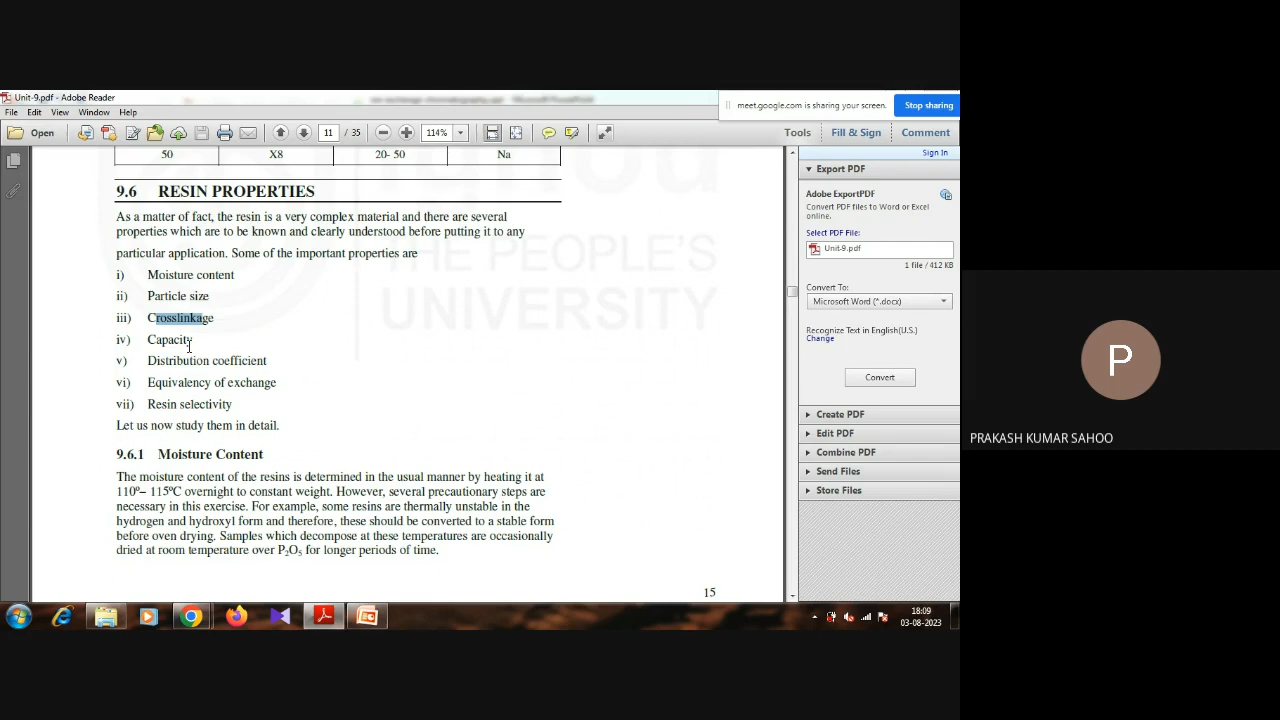 Unit-9.pdf - Adobe Reader
meet.google.com is sharing your screen.
Stop sharing
File Edit View Window Help
Open
11 / 35
114%
Tools
Fill & Sign
Comment
Sign In
50 X8 20- 50 Na
9.6 RESIN PROPERTIES
As a matter of fact, the resin is a very complex material and there are several
properties which are to be known and clearly understood before putting it to any
particular application. Some of the important properties are
i) Moisture content
ii) Particle size
iii) Crosslinkage
iv) Capacity
v) Distribution coefficient
vi) Equivalency of exchange
vii) Resin selectivity
Let us now study them in detail.
9.6.1 Moisture Content
The moisture content of the resins is determined in the usual manner by heating it at
110º– 115ºC overnight to constant weight. However, several precautionary steps are
necessary in this exercise. For example, some resins are thermally unstable in the
hydrogen and hydroxyl form and therefore, these should be converted to a stable form
before oven drying. Samples which decompose at these temperatures are occasionally
dried at room temperature over P2O5 for longer periods of time.
15
THE PEOPLE'S
UNIVERSITY
Export PDF
Adobe ExportPDF
Convert PDF files to Word or Excel
online.
Select PDF File:
Unit-9.pdf
1 file / 412 KB
Convert To:
Microsoft Word (*.docx)
Recognize Text in English(U.S.)
Change
Convert
Create PDF
Edit PDF
Combine PDF
Send Files
Store Files
18:09
03-08-2023
P
PRAKASH KUMAR SAHOO